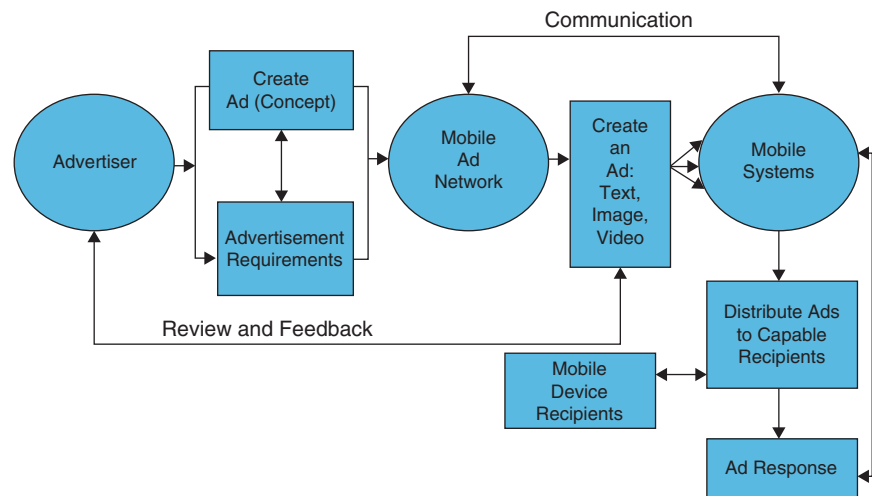 Communication
Create
Ad (Concept)
Advertiser
Advertisement
Requirements
Mobile
Ad
Network
Create
an
Ad:
Text,
Image,
Video
Mobile
Systems
Review and Feedback
Distribute Ads
to Capable
Recipients
Mobile
Device
Recipients
Ad Response